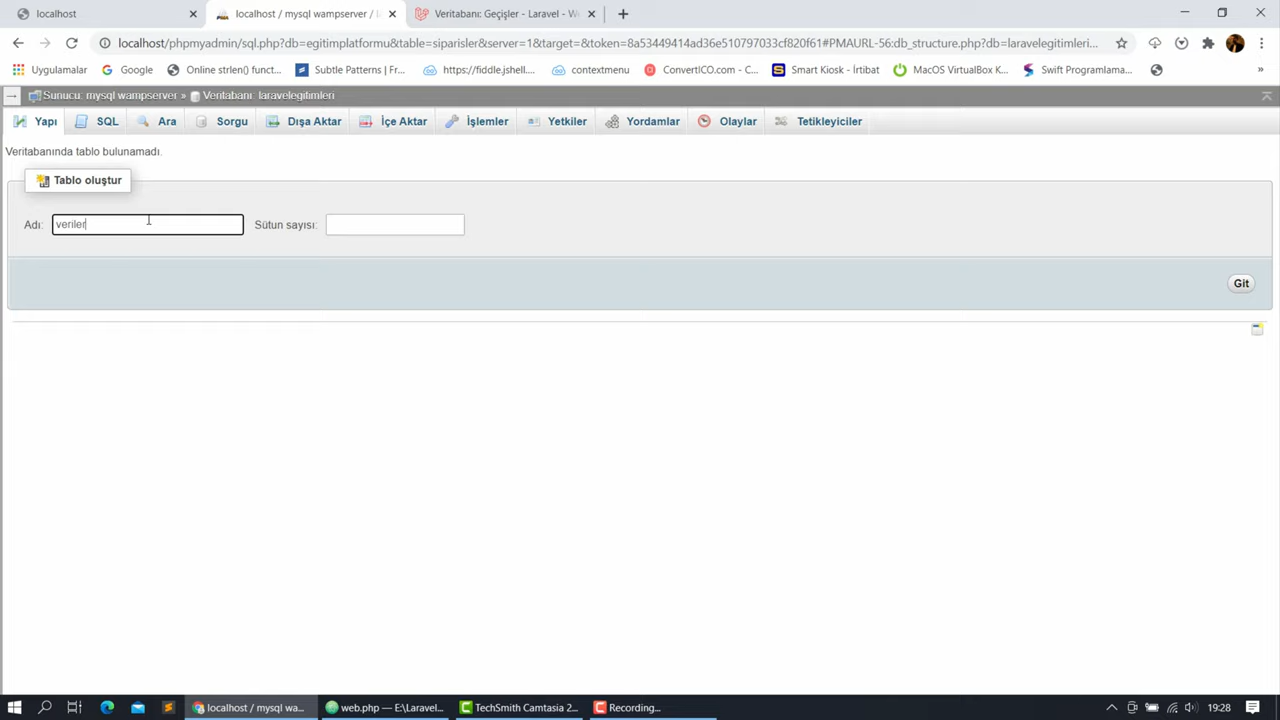 localhost
localhost / mysql wampserver / l
Veritabanı: Geçişler - Laravel - W
localhost/phpmyadmin/sql.php?db=egitimplatformu&table=siparisler&server=1&target=&token=8a53449414ad36e510797033cf820f61#PMAURL-56:db_structure.php?db=laravelegitimleri...
Uygulamalar
Google
Online strlen() funct...
Subtle Patterns | Fr...
https://fiddle.jshell....
contextmenu
ConvertICO.com - C...
Smart Kiosk - İrtibat
MacOS VirtualBox K...
Swift Programlama...
»
Sunucu: mysql wampserver » Veritabanı: laravelegitimleri
Yapı
SQL
Ara
Sorgu
Dışa Aktar
İçe Aktar
İşlemler
Yetkiler
Yordamlar
Olaylar
Tetikleyiciler
Veritabanında tablo bulunamadı.
Tablo oluştur
Adı: veriler Sütun sayısı:
Git
localhost / mysql wa...
web.php — E:\Laravel...
TechSmith Camtasia 2...
Recording...
19:28